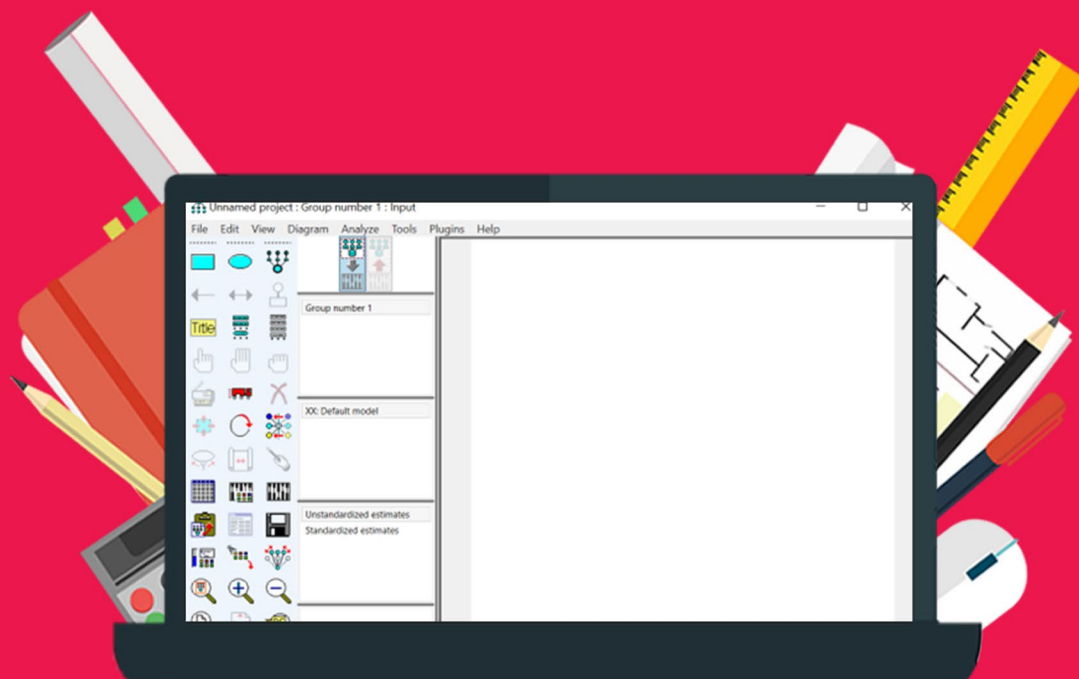 Unnamed project : Group number 1 : Input
File Edit View Diagram Analyze Tools Plugins Help
Title
Group number 1
XX: Default model
Unstandardized estimates
Standardized estimates